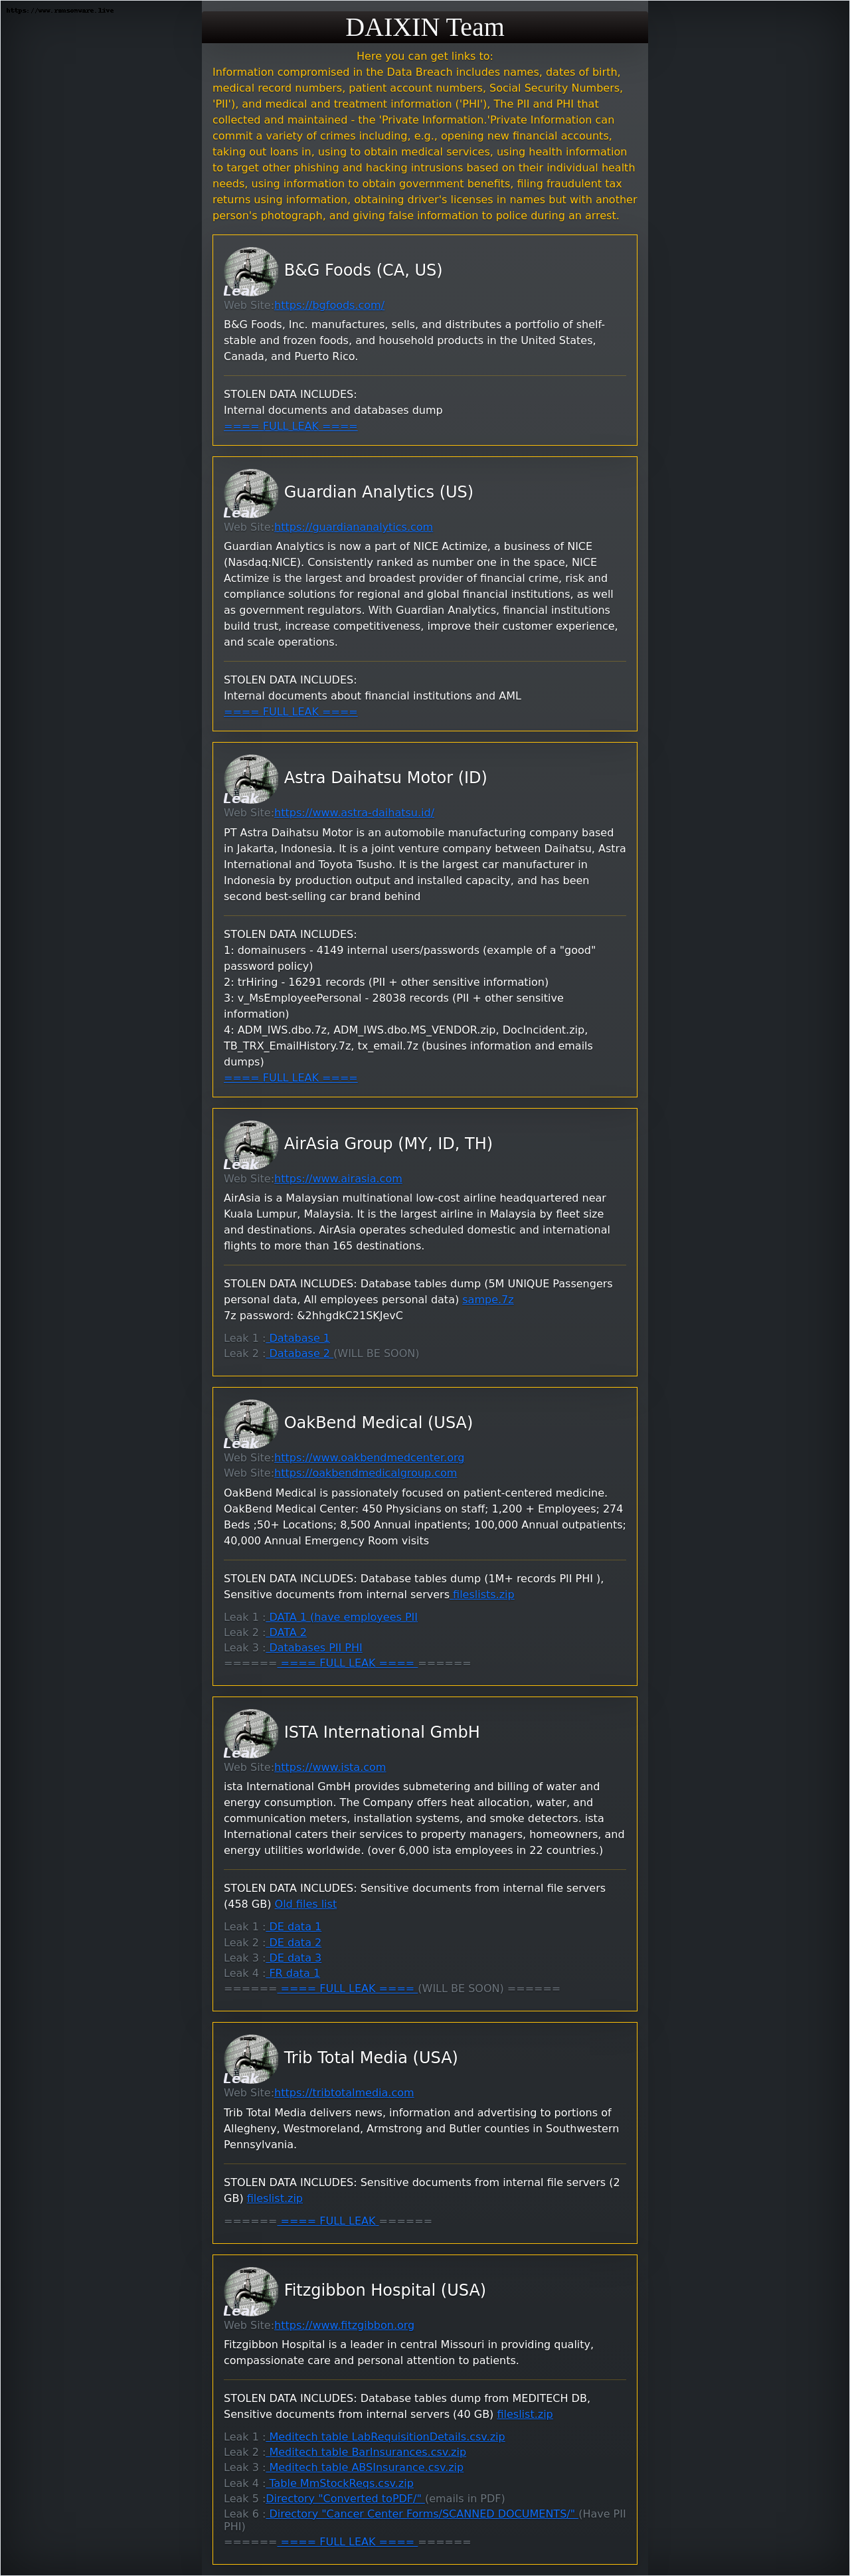 https://www.ransomware.live
DAIXIN Team
Here you can get links to:
Information compromised in the Data Breach includes names, dates of birth,
medical record numbers, patient account numbers, Social Security Numbers,
'PII'), and medical and treatment information ('PHI'), The PII and PHI that
collected and maintained - the 'Private Information.'Private Information can
commit a variety of crimes including, e.g., opening new financial accounts,
taking out loans in, using to obtain medical services, using health information
to target other phishing and hacking intrusions based on their individual health
needs, using information to obtain government benefits, filing fraudulent tax
returns using information, obtaining driver's licenses in names but with another
person's photograph, and giving false information to police during an arrest.
Leak
B&G Foods (CA, US)
Web Site:https://bgfoods.com/
B&G Foods, Inc. manufactures, sells, and distributes a portfolio of shelf-
stable and frozen foods, and household products in the United States,
Canada, and Puerto Rico.
STOLEN DATA INCLUDES:
Internal documents and databases dump
==== FULL LEAK ====
Leak
Guardian Analytics (US)
Web Site:https://guardiananalytics.com
Guardian Analytics is now a part of NICE Actimize, a business of NICE
(Nasdaq:NICE). Consistently ranked as number one in the space, NICE
Actimize is the largest and broadest provider of financial crime, risk and
compliance solutions for regional and global financial institutions, as well
as government regulators. With Guardian Analytics, financial institutions
build trust, increase competitiveness, improve their customer experience,
and scale operations.
STOLEN DATA INCLUDES:
Internal documents about financial institutions and AML
==== FULL LEAK ====
Leak
Astra Daihatsu Motor (ID)
Web Site:https://www.astra-daihatsu.id/
PT Astra Daihatsu Motor is an automobile manufacturing company based
in Jakarta, Indonesia. It is a joint venture company between Daihatsu, Astra
International and Toyota Tsusho. It is the largest car manufacturer in
Indonesia by production output and installed capacity, and has been
second best-selling car brand behind
STOLEN DATA INCLUDES:
1: domainusers - 4149 internal users/passwords (example of a "good"
password policy)
2: trHiring - 16291 records (PII + other sensitive information)
3: v_MsEmployeePersonal - 28038 records (PII + other sensitive
information)
4: ADM_IWS.dbo.7z, ADM_IWS.dbo.MS_VENDOR.zip, DocIncident.zip,
TB_TRX_EmailHistory.7z, tx_email.7z (busines information and emails
dumps)
==== FULL LEAK ====
Leak
AirAsia Group (MY, ID, TH)
Web Site:https://www.airasia.com
AirAsia is a Malaysian multinational low-cost airline headquartered near
Kuala Lumpur, Malaysia. It is the largest airline in Malaysia by fleet size
and destinations. AirAsia operates scheduled domestic and international
flights to more than 165 destinations.
STOLEN DATA INCLUDES: Database tables dump (5M UNIQUE Passengers
personal data, All employees personal data) sampe.7z
7z password: &2hhgdkC21SKJevC
Leak 1 : Database 1
Leak 2 : Database 2 (WILL BE SOON)
Leak
OakBend Medical (USA)
Web Site:https://www.oakbendmedcenter.org
Web Site:https://oakbendmedicalgroup.com
OakBend Medical is passionately focused on patient-centered medicine.
OakBend Medical Center: 450 Physicians on staff; 1,200 + Employees; 274
Beds ;50+ Locations; 8,500 Annual inpatients; 100,000 Annual outpatients;
40,000 Annual Emergency Room visits
STOLEN DATA INCLUDES: Database tables dump (1M+ records PII PHI ),
Sensitive documents from internal servers fileslists.zip
Leak 1 : DATA 1 (have employees PII
Leak 2 : DATA 2
Leak 3 : Databases PII PHI
====== ==== FULL LEAK ==== ======
Leak
ISTA International GmbH
Web Site:https://www.ista.com
ista International GmbH provides submetering and billing of water and
energy consumption. The Company offers heat allocation, water, and
communication meters, installation systems, and smoke detectors. ista
International caters their services to property managers, homeowners, and
energy utilities worldwide. (over 6,000 ista employees in 22 countries.)
STOLEN DATA INCLUDES: Sensitive documents from internal file servers
(458 GB) Old files list
Leak 1 : DE data 1
Leak 2 : DE data 2
Leak 3 : DE data 3
Leak 4 : FR data 1
====== ==== FULL LEAK ==== (WILL BE SOON) ======
Leak
Trib Total Media (USA)
Web Site:https://tribtotalmedia.com
Trib Total Media delivers news, information and advertising to portions of
Allegheny, Westmoreland, Armstrong and Butler counties in Southwestern
Pennsylvania.
STOLEN DATA INCLUDES: Sensitive documents from internal file servers (2
GB) fileslist.zip
====== ==== FULL LEAK ======
Leak
Fitzgibbon Hospital (USA)
Web Site:https://www.fitzgibbon.org
Fitzgibbon Hospital is a leader in central Missouri in providing quality,
compassionate care and personal attention to patients.
STOLEN DATA INCLUDES: Database tables dump from MEDITECH DB,
Sensitive documents from internal servers (40 GB) fileslist.zip
Leak 1 : Meditech table LabRequisitionDetails.csv.zip
Leak 2 : Meditech table BarInsurances.csv.zip
Leak 3 : Meditech table ABSInsurance.csv.zip
Leak 4 : Table MmStockReqs.csv.zip
Leak 5 :Directory "Converted toPDF/" (emails in PDF)
Leak 6 : Directory "Cancer Center Forms/SCANNED DOCUMENTS/" (Have PII
PHI)
====== ==== FULL LEAK ==== ======